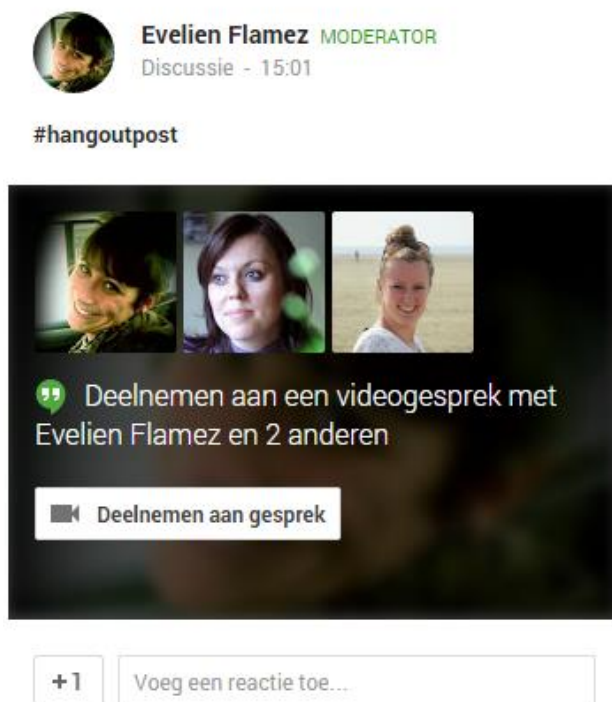 Evelien Flamez MODERATOR
Discussie - 15:01
#hangoutpost
Deelnemen aan een videogesprek met
Evelien Flamez en 2 anderen
Deelnemen aan gesprek
+1
Voeg een reactie toe...